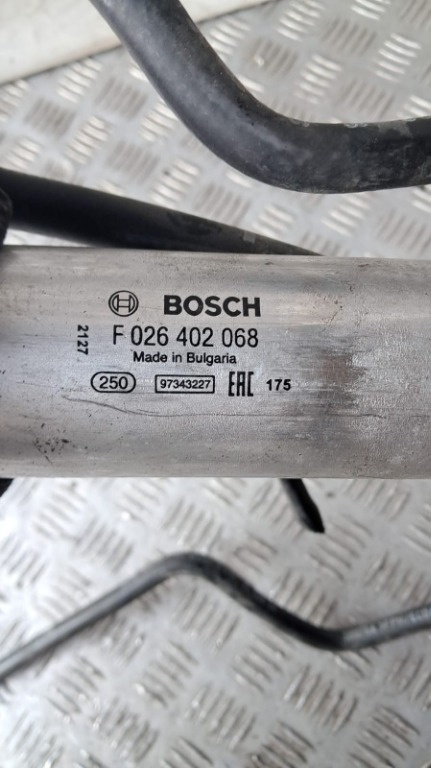 BOSCH
2127
F 026 402 068
Made in Bulgaria
250 97343227 EAC 175